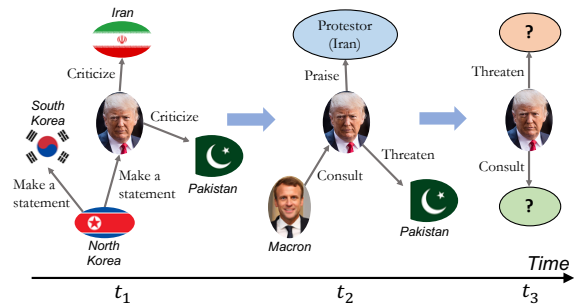 Iran
Criticize
South
Korea
Criticize
Make a
statement
Make a
statement
Pakistan
North
Korea
Protestor
(Iran)
Praise
Consult
Threaten
Macron
Pakistan
?
Threaten
Consult
?
Time
t1
t2
t3